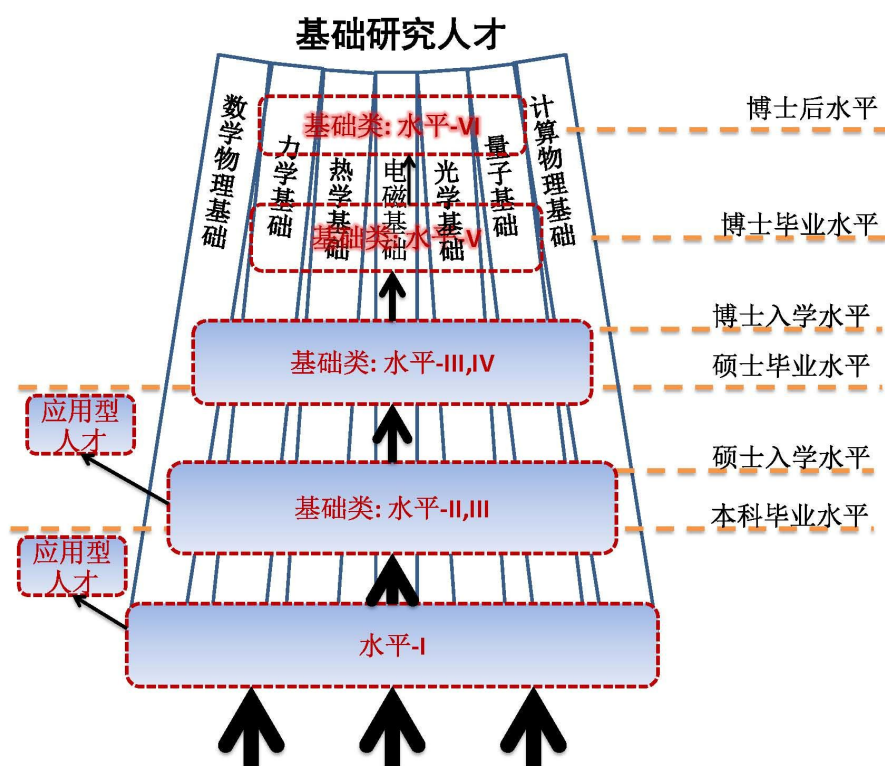 基础研究人才
数学物理基础
力学基础
热学基础
电磁基础
光学基础
量子基础
计算物理基础
基础类: 水平-VI
博士后水平
基础类: 水平-V
博士毕业水平
博士入学水平
基础类: 水平-III,IV
硕士毕业水平
应用型
人才
硕士入学水平
基础类: 水平-II,III
本科毕业水平
应用型
人才
水平-I